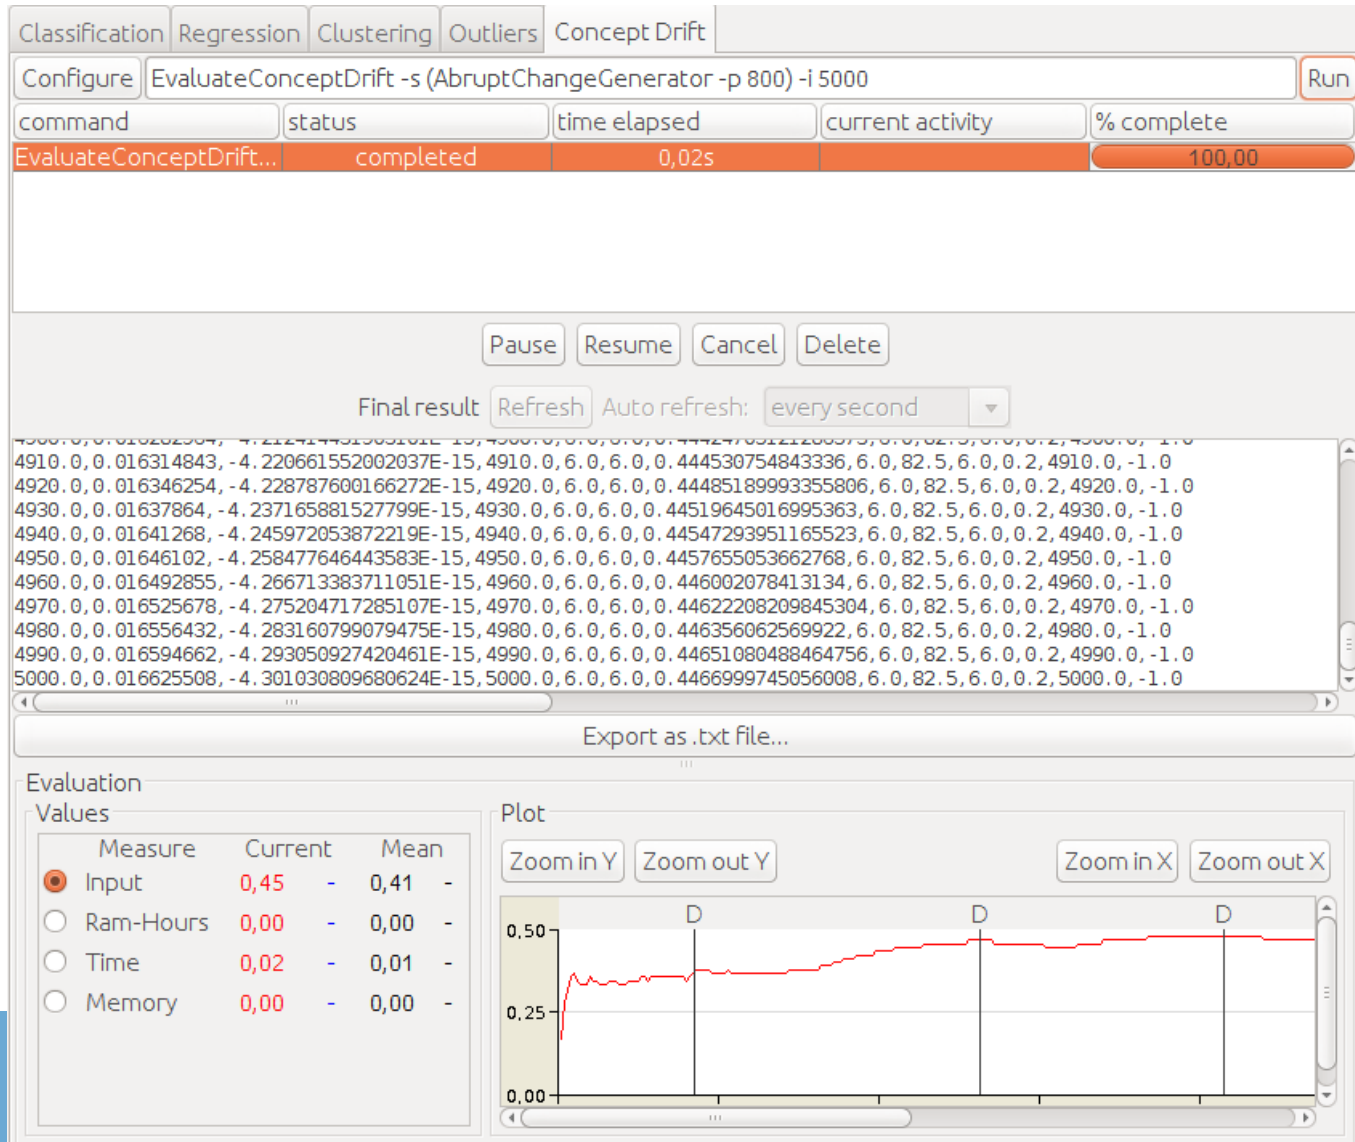 Classification Regression Clustering Outliers Concept Drift
Configure EvaluateConceptDrift -s (AbruptChangeGenerator -p 800) -i 5000 Run
command status time elapsed current activity % complete
EvaluateConceptDrift... completed 0,02s 100,00
Pause Resume Cancel Delete
Final result Refresh Auto refresh: every second
4910.0,0.016314843,-4.220661552002037E-15,4910.0,6.0,6.0,0.444530754843336,6.0,82.5,6.0,0.2,4910.0,-1.0
4920.0,0.016346254,-4.228787600166272E-15,4920.0,6.0,6.0,0.44485189993355806,6.0,82.5,6.0,0.2,4920.0,-1.0
4930.0,0.01637864,-4.237165881527799E-15,4930.0,6.0,6.0,0.44519645016995363,6.0,82.5,6.0,0.2,4930.0,-1.0
4940.0,0.01641268,-4.245972053872219E-15,4940.0,6.0,6.0,0.44547293951165523,6.0,82.5,6.0,0.2,4940.0,-1.0
4950.0,0.01646102,-4.258477646443583E-15,4950.0,6.0,6.0,0.44576550536627​68,6.0,82.5,6.0,0.2,4950.0,-1.0
4960.0,0.016492855,-4.266713383711051E-15,4960.0,6.0,6.0,0.446002078413134,6.0,82.5,6.0,0.2,4960.0,-1.0
4970.0,0.016525678,-4.275204717285107E-15,4970.0,6.0,6.0,0.44622208209845304,6.0,82.5,6.0,0.2,4970.0,-1.0
4980.0,0.016556432,-4.283160799079475E-15,4980.0,6.0,6.0,0.446356062569922,6.0,82.5,6.0,0.2,4980.0,-1.0
4990.0,0.016594662,-4.293050927420461E-15,4990.0,6.0,6.0,0.44651080488464756,6.0,82.5,6.0,0.2,4990.0,-1.0
5000.0,0.016625508,-4.301030809680624E-15,5000.0,6.0,6.0,0.4466999745056008,6.0,82.5,6.0,0.2,5000.0,-1.0
Export as .txt file...
Evaluation
Values
Measure Current Mean
Input 0,45 - 0,41 -
Ram-Hours 0,00 - 0,00 -
Time 0,02 - 0,01 -
Memory 0,00 - 0,00 -
Plot
Zoom in Y Zoom out Y Zoom in X Zoom out X
D D D
0,50
0,25
0,00